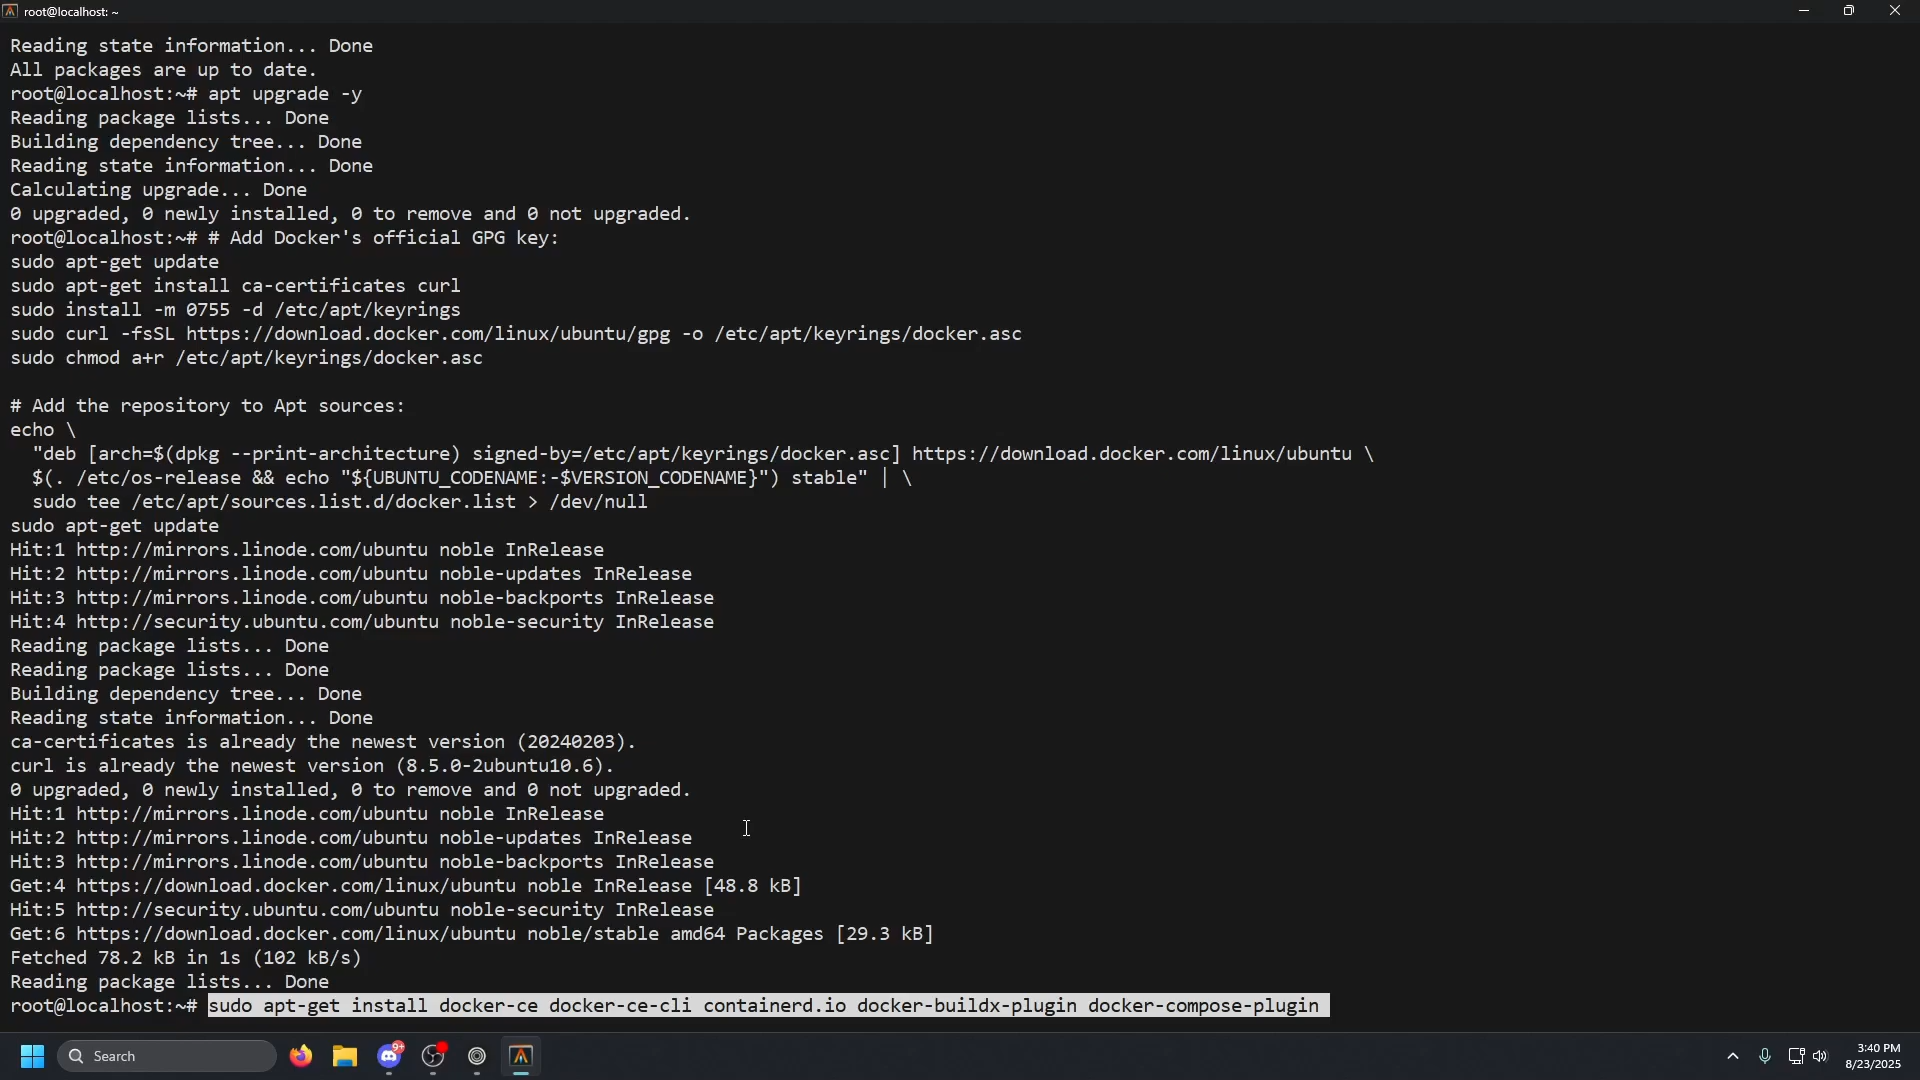 root@localhost: ~
Reading state information... Done
All packages are up to date.
root@localhost:~# apt upgrade -y
Reading package lists... Done
Building dependency tree... Done
Reading state information... Done
Calculating upgrade... Done
0 upgraded, 0 newly installed, 0 to remove and 0 not upgraded.
root@localhost:~# # Add Docker's official GPG key:
sudo apt-get update
sudo apt-get install ca-certificates curl
sudo install -m 0755 -d /etc/apt/keyrings
sudo curl -fsSL https://download.docker.com/linux/ubuntu/gpg -o /etc/apt/keyrings/docker.asc
sudo chmod a+r /etc/apt/keyrings/docker.asc
# Add the repository to Apt sources:
echo \
  "deb [arch=$(dpkg --print-architecture) signed-by=/etc/apt/keyrings/docker.asc] https://download.docker.com/linux/ubuntu \
  $(. /etc/os-release && echo "${UBUNTU_CODENAME:-$VERSION_CODENAME}") stable" | \
  sudo tee /etc/apt/sources.list.d/docker.list > /dev/null
sudo apt-get update
Hit:1 http://mirrors.linode.com/ubuntu noble InRelease
Hit:2 http://mirrors.linode.com/ubuntu noble-updates InRelease
Hit:3 http://mirrors.linode.com/ubuntu noble-backports InRelease
Hit:4 http://security.ubuntu.com/ubuntu noble-security InRelease
Reading package lists... Done
Reading package lists... Done
Building dependency tree... Done
Reading state information... Done
ca-certificates is already the newest version (20240203).
curl is already the newest version (8.5.0-2ubuntu10.6).
0 upgraded, 0 newly installed, 0 to remove and 0 not upgraded.
Hit:1 http://mirrors.linode.com/ubuntu noble InRelease
Hit:2 http://mirrors.linode.com/ubuntu noble-updates InRelease
Hit:3 http://mirrors.linode.com/ubuntu noble-backports InRelease
Get:4 https://download.docker.com/linux/ubuntu noble InRelease [48.8 kB]
Hit:5 http://security.ubuntu.com/ubuntu noble-security InRelease
Get:6 https://download.docker.com/linux/ubuntu noble/stable amd64 Packages [29.3 kB]
Fetched 78.2 kB in 1s (102 kB/s)
Reading package lists... Done
root@localhost:~# sudo apt-get install docker-ce docker-ce-cli containerd.io docker-buildx-plugin docker-compose-plugin
Search
9+
3:40 PM
8/23/2025